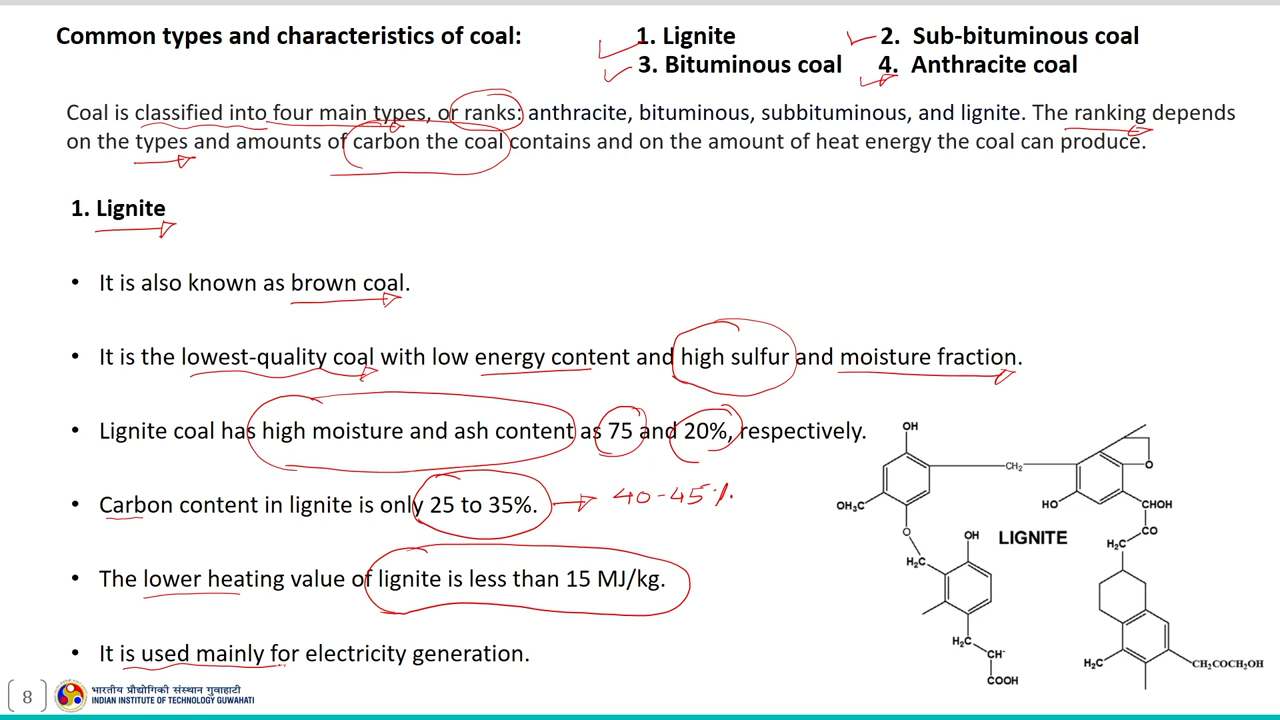 Common types and characteristics of coal:
1. Lignite
2. Sub-bituminous coal
3. Bituminous coal
4. Anthracite coal
Coal is classified into four main types, or ranks: anthracite, bituminous, subbituminous, and lignite. The ranking depends
on the types and amounts of carbon the coal contains and on the amount of heat energy the coal can produce.
1. Lignite
• It is also known as brown coal.
• It is the lowest-quality coal with low energy content and high sulfur and moisture fraction.
• Lignite coal has high moisture and ash content as 75 and 20%, respectively.
• Carbon content in lignite is only 25 to 35%. 40-45%
• The lower heating value of lignite is less than 15 MJ/kg.
• It is used mainly for electricity generation.
OH
CH₂
O
OH₃C
HO
CHOH
O
OH
LIGNITE
CO
H₂C
H₂C
H₂C
CH⁻
COOH
H₂C
CH₂COCH₂OH
8
भारतीय प्रौद्योगिकी संस्थान गुवाहाटी
INDIAN INSTITUTE OF TECHNOLOGY GUWAHATI